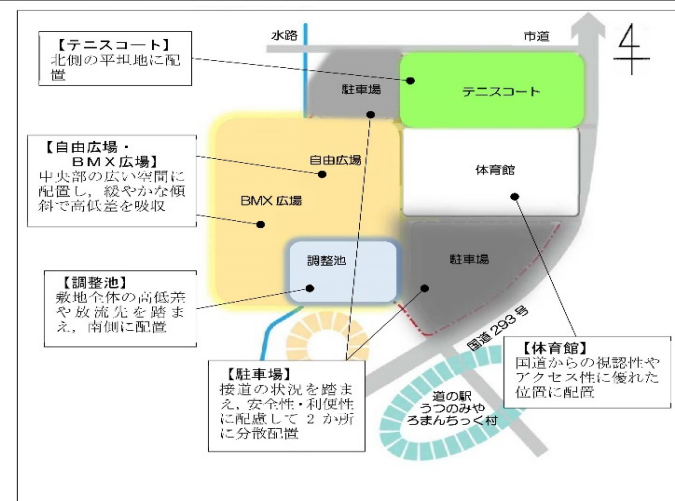 水路
市道
【テニスコート】
北側の平坦地に配
置
駐車場
テニスコート
【自由広場・
BMX広場】
中央部の広い空間に
配置し，緩やかな傾
斜で高低差を吸収
自由広場
BMX 広場
体育館
【調整池】
敷地全体の高低差
や放流先を踏ま
え，南側に配置
調整池
駐車場
国道 293 号
【駐車場】
接道の状況を踏ま
え，安全性・利便性
に配慮して 2 か所
に分散配置
【体育館】
国道からの視認性や
アクセス性に優れた
位置に配置
道の駅
うつのみや
ろまんちっく村